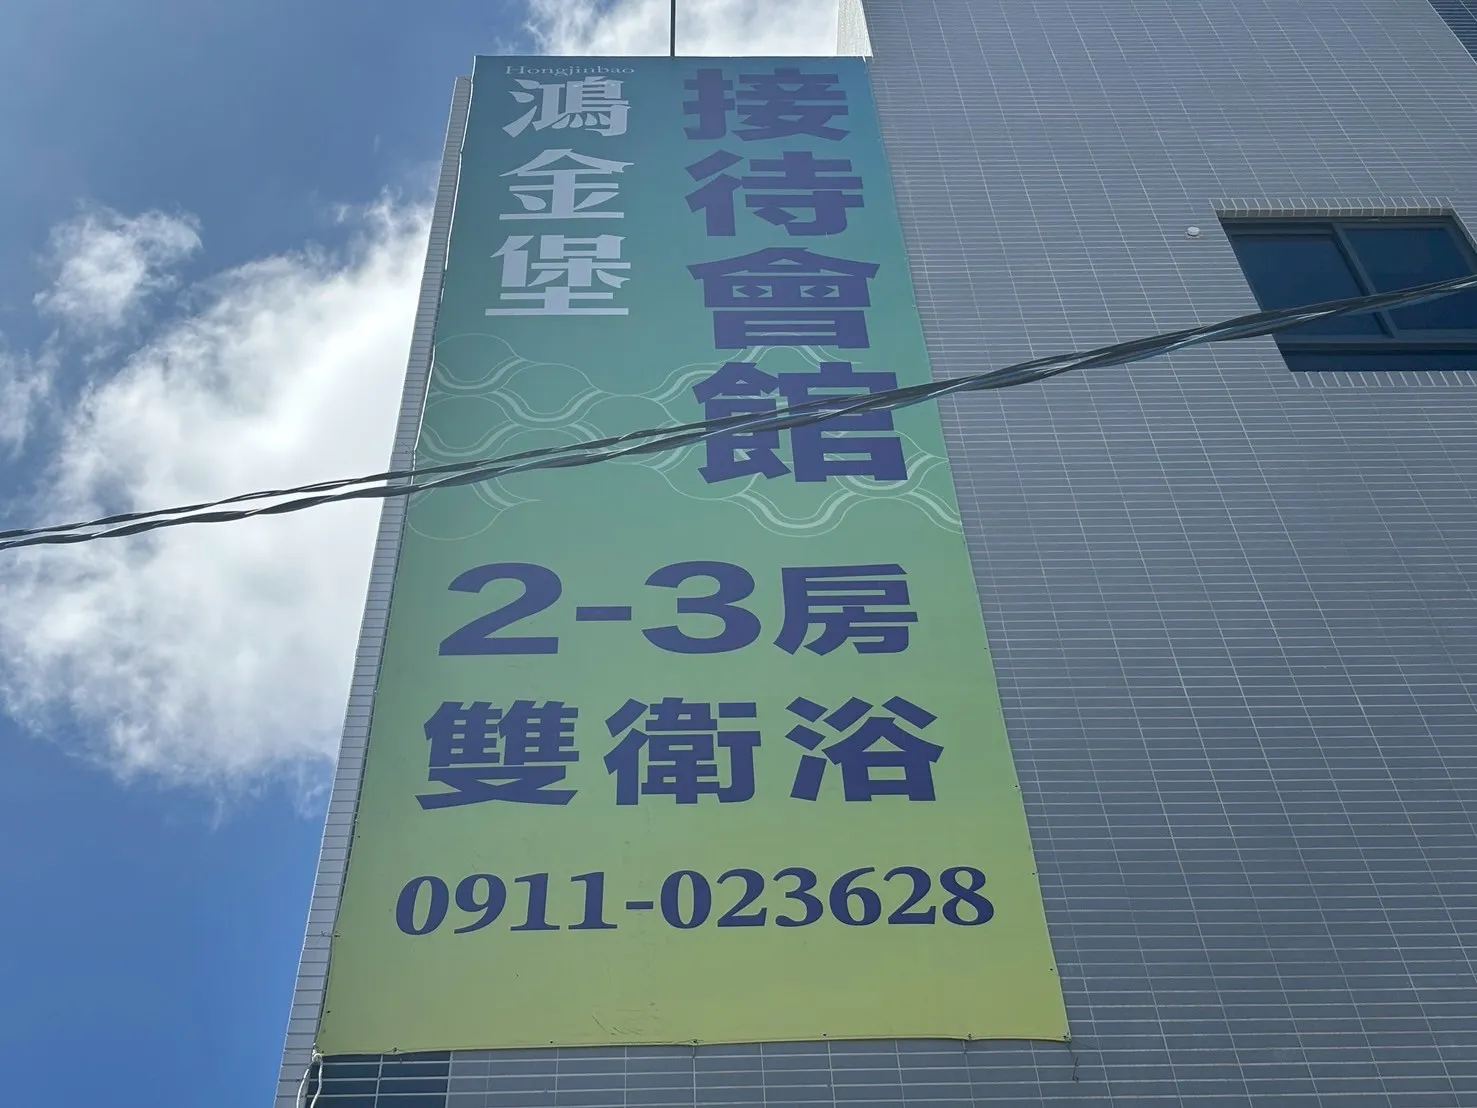 Hongjinbao
鴻金堡
接待會館
2-3房
雙衛浴
0911-023628